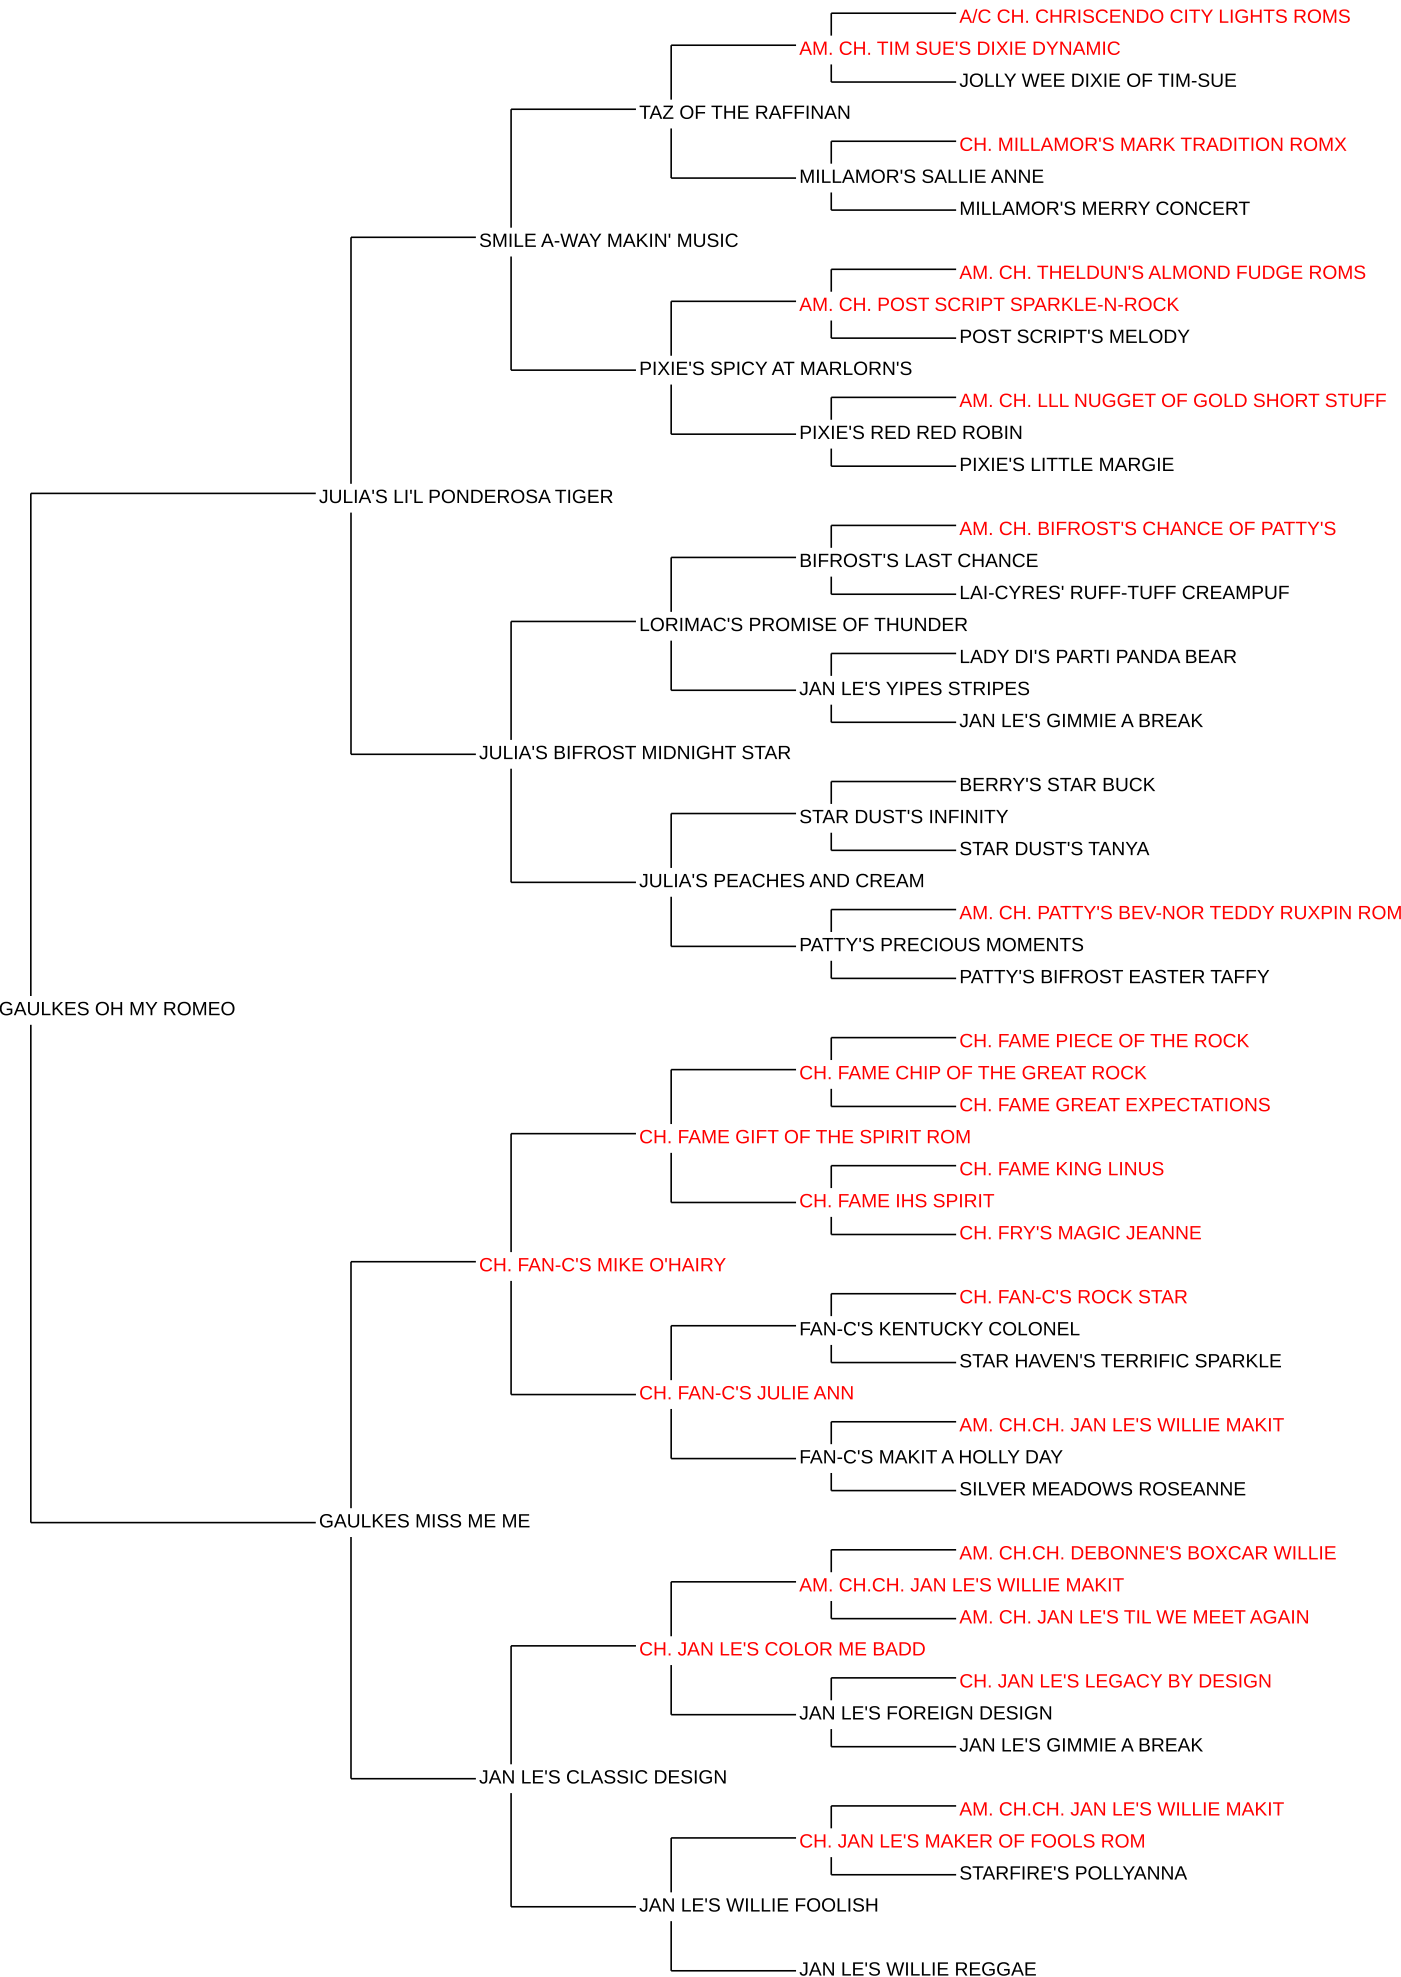 A/C CH. CHRISCENDO CITY LIGHTS ROMS
AM. CH. TIM SUE'S DIXIE DYNAMIC
JOLLY WEE DIXIE OF TIM-SUE
TAZ OF THE RAFFINAN
CH. MILLAMOR'S MARK TRADITION ROMX
MILLAMOR'S SALLIE ANNE
MILLAMOR'S MERRY CONCERT
SMILE A-WAY MAKIN' MUSIC
AM. CH. THELDUN'S ALMOND FUDGE ROMS
AM. CH. POST SCRIPT SPARKLE-N-ROCK
POST SCRIPT'S MELODY
PIXIE'S SPICY AT MARLORN'S
AM. CH. LLL NUGGET OF GOLD SHORT STUFF
PIXIE'S RED RED ROBIN
PIXIE'S LITTLE MARGIE
JULIA'S LI'L PONDEROSA TIGER
AM. CH. BIFROST'S CHANCE OF PATTY'S
BIFROST'S LAST CHANCE
LAI-CYRES' RUFF-TUFF CREAMPUF
LORIMAC'S PROMISE OF THUNDER
LADY DI'S PARTI PANDA BEAR
JAN LE'S YIPES STRIPES
JAN LE'S GIMMIE A BREAK
JULIA'S BIFROST MIDNIGHT STAR
BERRY'S STAR BUCK
STAR DUST'S INFINITY
STAR DUST'S TANYA
JULIA'S PEACHES AND CREAM
AM. CH. PATTY'S BEV-NOR TEDDY RUXPIN ROM
PATTY'S PRECIOUS MOMENTS
PATTY'S BIFROST EASTER TAFFY
GAULKES OH MY ROMEO
CH. FAME PIECE OF THE ROCK
CH. FAME CHIP OF THE GREAT ROCK
CH. FAME GREAT EXPECTATIONS
CH. FAME GIFT OF THE SPIRIT ROM
CH. FAME KING LINUS
CH. FAME IHS SPIRIT
CH. FRY'S MAGIC JEANNE
CH. FAN-C'S MIKE O'HAIRY
CH. FAN-C'S ROCK STAR
FAN-C'S KENTUCKY COLONEL
STAR HAVEN'S TERRIFIC SPARKLE
CH. FAN-C'S JULIE ANN
AM. CH.CH. JAN LE'S WILLIE MAKIT
FAN-C'S MAKIT A HOLLY DAY
SILVER MEADOWS ROSEANNE
GAULKES MISS ME ME
AM. CH.CH. DEBONNE'S BOXCAR WILLIE
AM. CH.CH. JAN LE'S WILLIE MAKIT
AM. CH. JAN LE'S TIL WE MEET AGAIN
CH. JAN LE'S COLOR ME BADD
CH. JAN LE'S LEGACY BY DESIGN
JAN LE'S FOREIGN DESIGN
JAN LE'S GIMMIE A BREAK
JAN LE'S CLASSIC DESIGN
AM. CH.CH. JAN LE'S WILLIE MAKIT
CH. JAN LE'S MAKER OF FOOLS ROM
STARFIRE'S POLLYANNA
JAN LE'S WILLIE FOOLISH
JAN LE'S WILLIE REGGAE